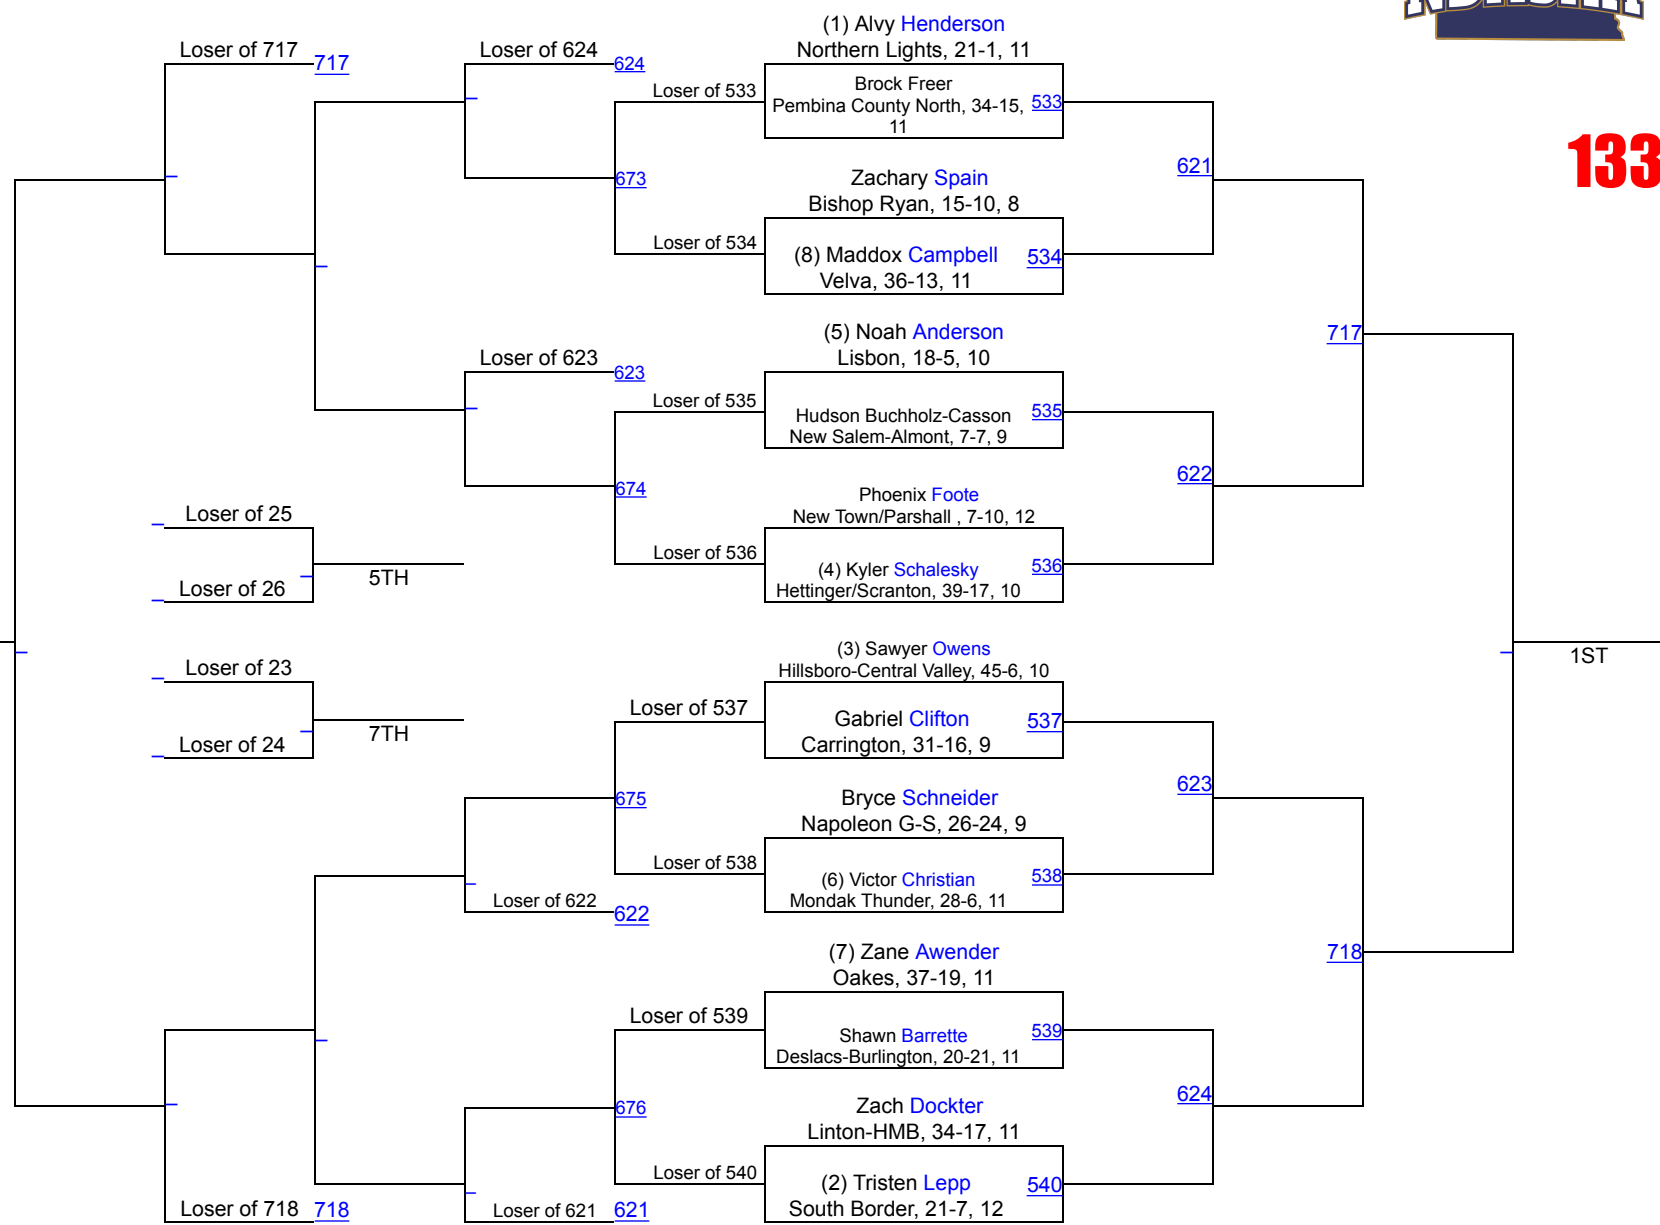 (1) Alvy Henderson
Northern Lights, 21-1, 11
Loser of 717
717
Loser of 624
624
Loser of 533
Brock Freer
Pembina County North, 34-15,
11
533
133
621
673
Zachary Spain
Bishop Ryan, 15-10, 8
Loser of 534
(8) Maddox Campbell
Velva, 36-13, 11
534
(5) Noah Anderson
Lisbon, 18-5, 10
717
Loser of 623
623
Loser of 535
Hudson Buchholz-Casson
New Salem-Almont, 7-7, 9
535
622
674
Phoenix Foote
New Town/Parshall , 7-10, 12
Loser of 25
Loser of 536
(4) Kyler Schalesky
Hettinger/Scranton, 39-17, 10
536
5TH
Loser of 26
(3) Sawyer Owens
Hillsboro-Central Valley, 45-6, 10
1ST
Loser of 23
Loser of 537
Gabriel Clifton
Carrington, 31-16, 9
537
7TH
Loser of 24
623
675
Bryce Schneider
Napoleon G-S, 26-24, 9
Loser of 538
(6) Victor Christian
Mondak Thunder, 28-6, 11
538
Loser of 622
622
(7) Zane Awender
Oakes, 37-19, 11
718
Loser of 539
Shawn Barrette
Deslacs-Burlington, 20-21, 11
539
624
676
Zach Dockter
Linton-HMB, 34-17, 11
Loser of 540
(2) Tristen Lepp
South Border, 21-7, 12
540
Loser of 718
718
Loser of 621
621